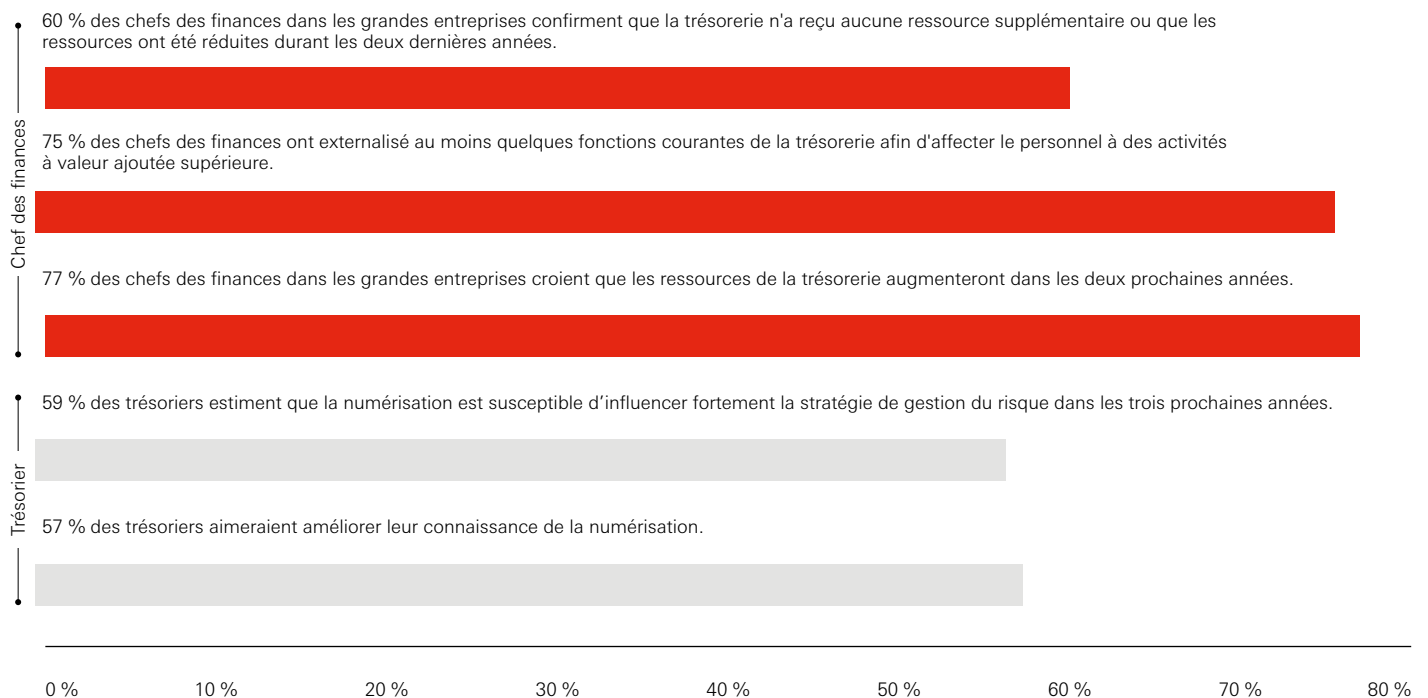 60 % des chefs des finances dans les grandes entreprises confirment que la trésorerie n'a reçu aucune ressource supplémentaire ou que les
ressources ont été réduites durant les deux dernières années.
75 % des chefs des finances ont externalisé au moins quelques fonctions courantes de la trésorerie afin d'affecter le personnel à des activités
à valeur ajoutée supérieure.
Chef des finances
77 % des chefs des finances dans les grandes entreprises croient que les ressources de la trésorerie augmenteront dans les deux prochaines années.
59 % des trésoriers estiment que la numérisation est susceptible d’influencer fortement la stratégie de gestion du risque dans les trois prochaines années.
Trésorier
57 % des trésoriers aimeraient améliorer leur connaissance de la numérisation.
0 % 10 % 20 % 30 % 40 % 50 % 60 % 70 % 80 %